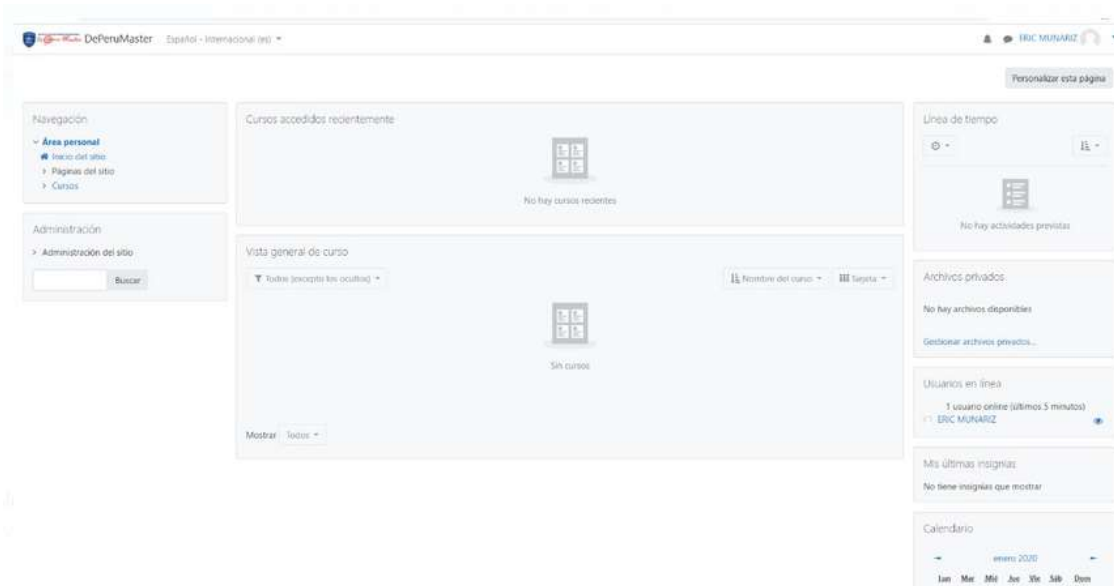 DePeruMaster
Español - Internacional (es)
ERIC MUNARIZ
Personalizar esta página
Navegación
Área personal
Inicio del sitio
Páginas del sitio
Cursos
Administración
Administración del sitio
Buscar
Cursos accedidos recientemente
No hay cursos recientes
Vista general de curso
Todos (excepto los ocultos)
Nombre del curso
Tarjeta
Sin cursos
Mostrar Todos
Línea de tiempo
No hay actividades previstas
Archivos privados
No hay archivos disponibles
Gestionar archivos privados...
Usuarios en línea
1 usuario online (últimos 5 minutos)
ERIC MUNARIZ
Mis últimas insignias
No tiene insignias que mostrar
Calendario
enero 2020
Lun Mar Mié Jue Vie Sáb Dom